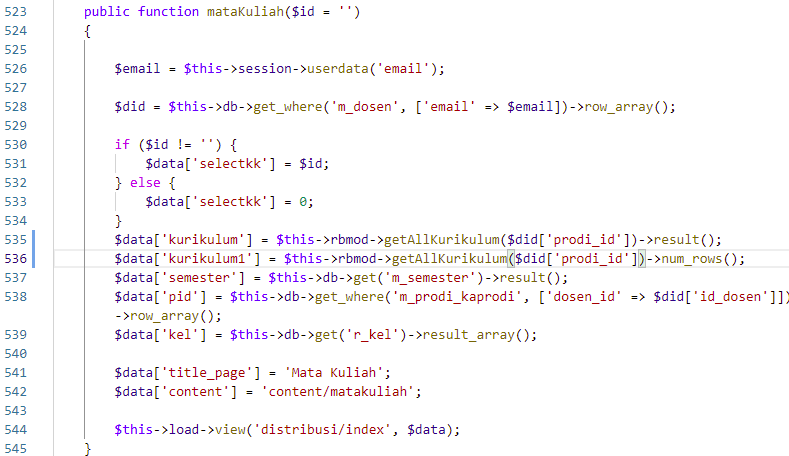 523 public function mataKuliah($id = '')
524 {
525
526 $email = $this->session->userdata('email');
527
528 $did = $this->db->get_where('m_dosen', ['email' => $email])->row_array();
529
530 if ($id != '') {
531 $data['selectkk'] = $id;
532 } else {
533 $data['selectkk'] = 0;
534 }
535 $data['kurikulum'] = $this->rbmod->getAllKurikulum($did['prodi_id'])->result();
536 $data['kurikulum1'] = $this->rbmod->getAllKurikulum($did['prodi_id'])->num_rows();
537 $data['semester'] = $this->db->get('m_semester')->result();
538 $data['pid'] = $this->db->get_where('m_prodi_kaprodi', ['dosen_id' => $did['id_dosen']])
->row_array();
539 $data['kel'] = $this->db->get('r_kel')->result_array();
540
541 $data['title_page'] = 'Mata Kuliah';
542 $data['content'] = 'content/matakuliah';
543
544 $this->load->view('distribusi/index', $data);
545 }